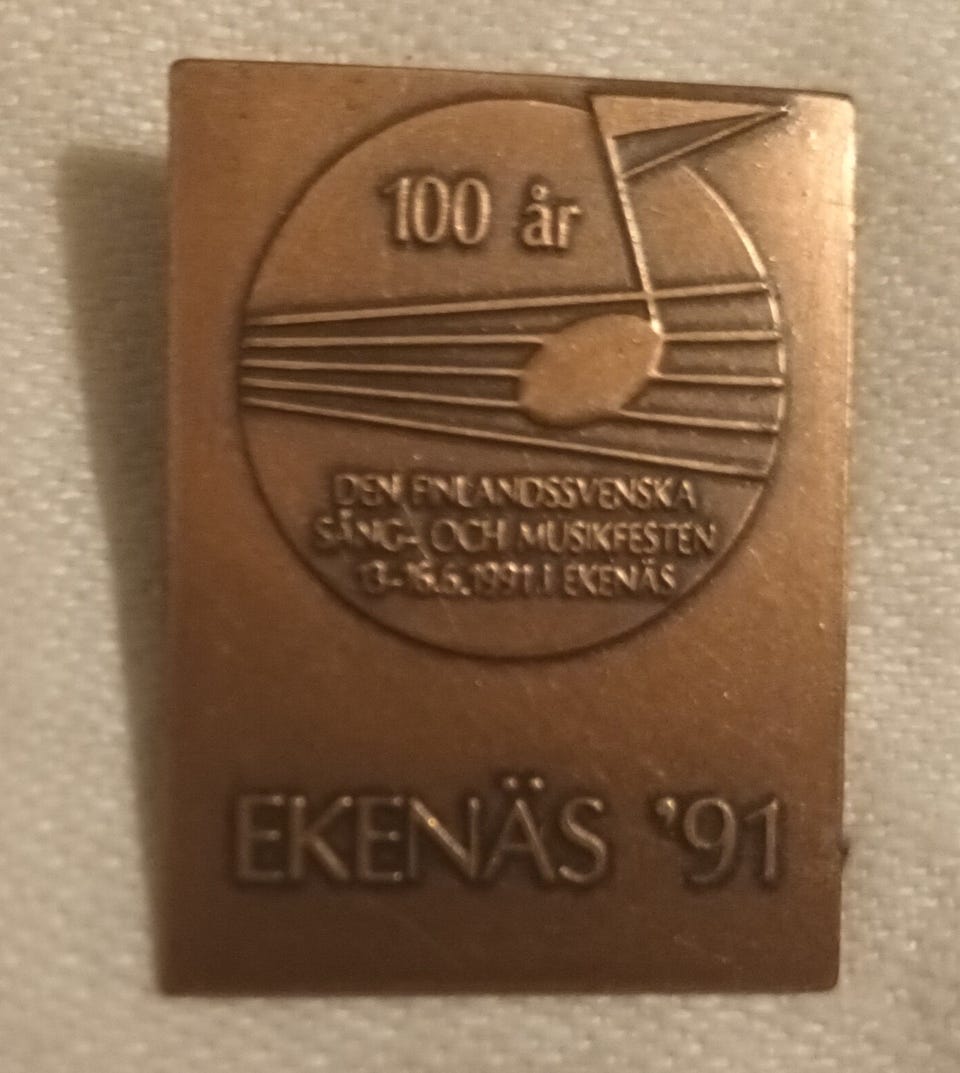 100 år
DEN FINLANDSSVENSKA
SÅNG- OCH MUSIKFESTEN
13-16.6.1991 I EKENÄS
EKENÄS '91